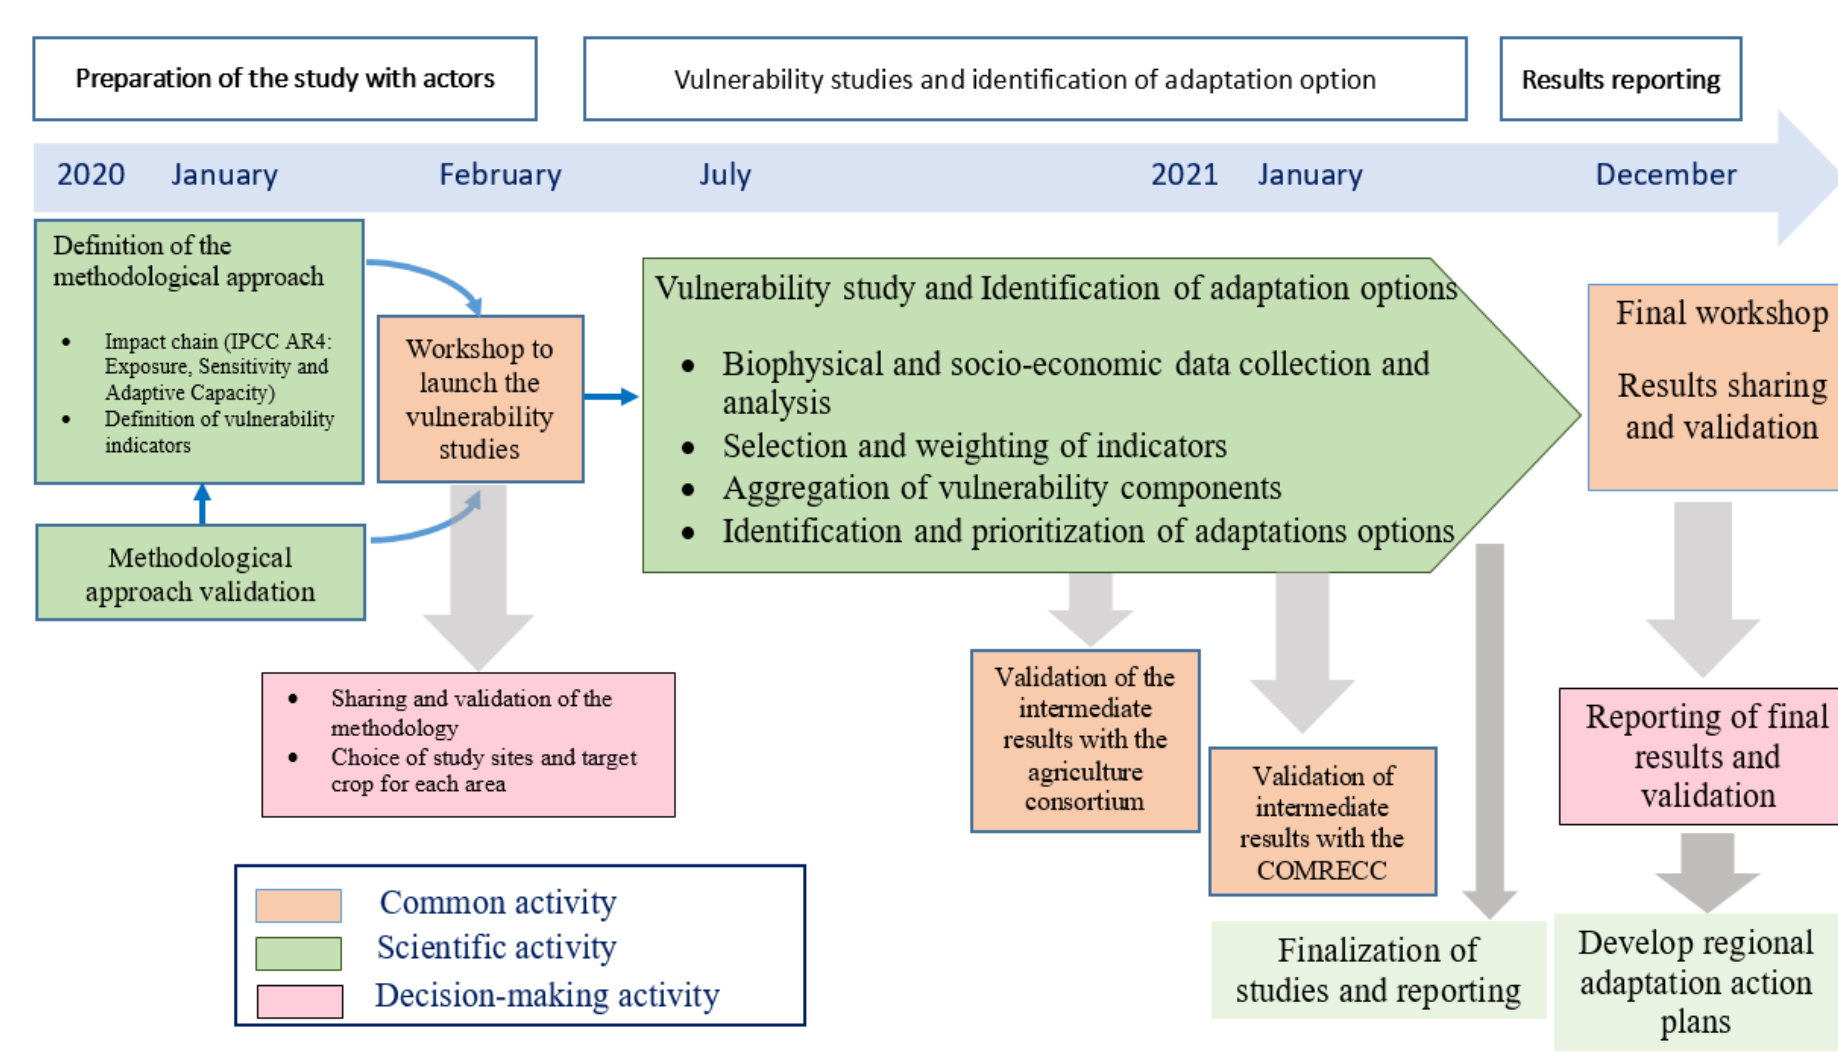 Preparation of the study with actors
Vulnerability studies and identification of adaptation option
Results reporting
2020 January February July 2021 January December
Definition of the
methodological approach
• Impact chain (IPCC AR4:
Exposure, Sensitivity and
Adaptive Capacity)
• Definition of vulnerability
indicators
Methodological
approach validation
Workshop to
launch the
vulnerability
studies
• Sharing and validation of the
methodology
• Choice of study sites and target
crop for each area
Vulnerability study and Identification of adaptation options
• Biophysical and socio-economic data collection and
analysis
• Selection and weighting of indicators
• Aggregation of vulnerability components
• Identification and prioritization of adaptations options
Validation of the
intermediate
results with the
agriculture
consortium
Validation of
intermediate
results with the
COMRECC
Finalization of
studies and reporting
Final workshop
Results sharing
and validation
Reporting of final
results and
validation
Develop regional
adaptation action
plans
Common activity
Scientific activity
Decision-making activity